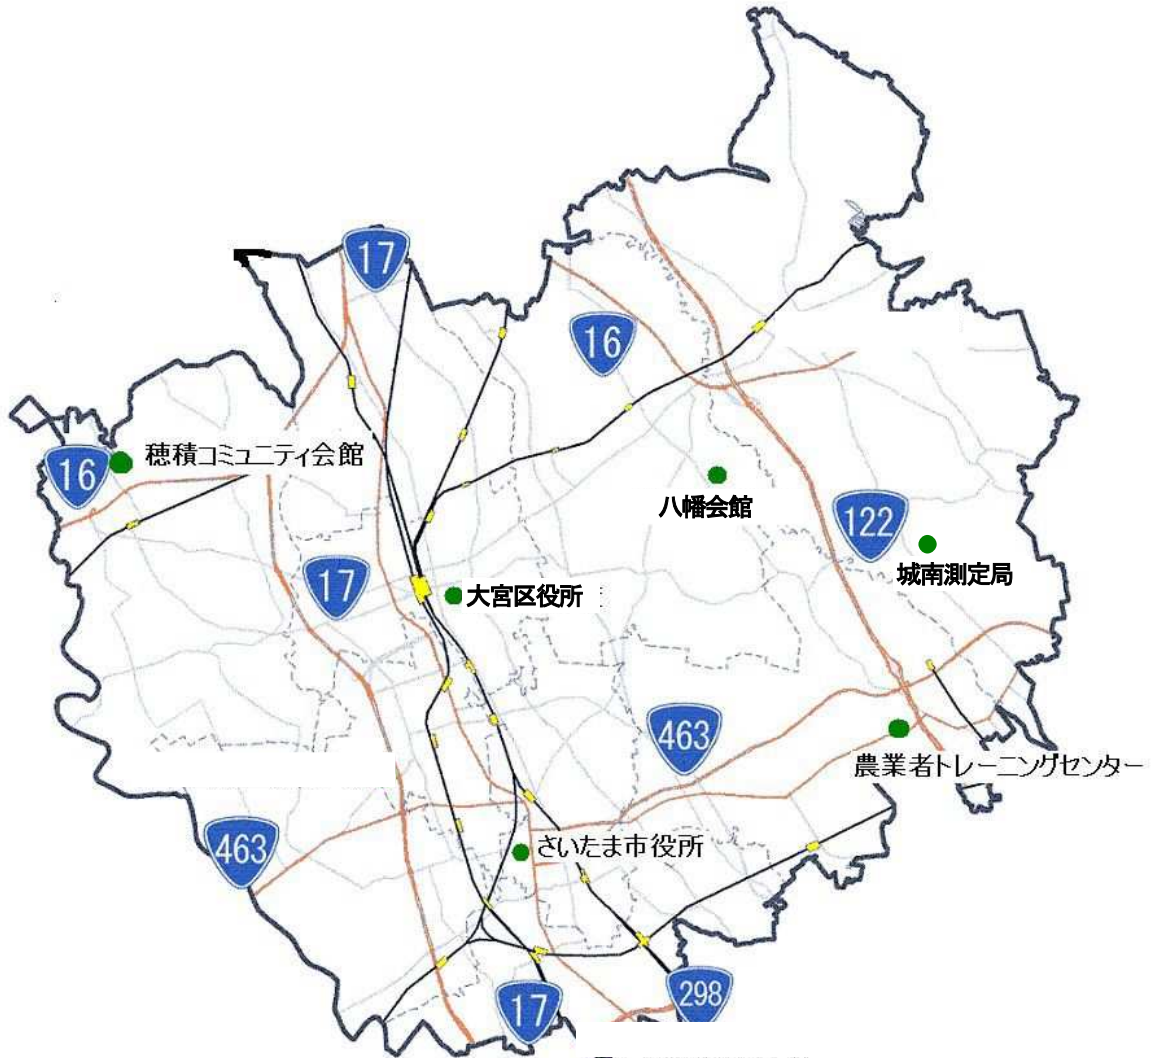 17
16
穂積コミュニティ会館
16
八幡会館
122
城南測定局
17
大宮区役所
463
農業者トレーニングセンター
463
さいたま市役所
298
17